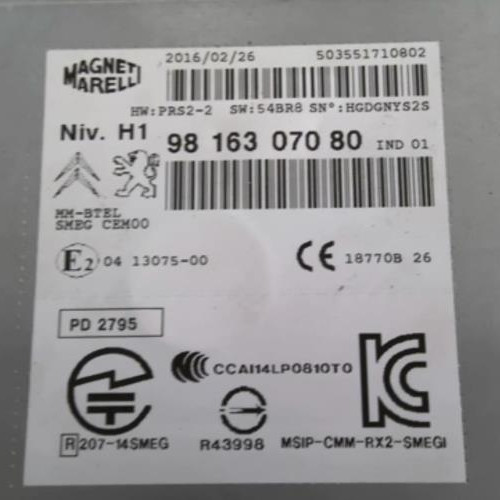 MAGNETI MARELLI
2016/02/26 503551710802
HW:PRS2-2 SW:54BR8 SN°:HGDGNYS2S
Niv. H1 98 163 070 80 IND 01
MM-BTEL
SMEG CEM00
E2 04 13075-00 CE 18770B 26
PD 2795
CCAI14LP0810T0
R 207-14SMEG R43998 MSIP-CMM-RX2-SMEGI